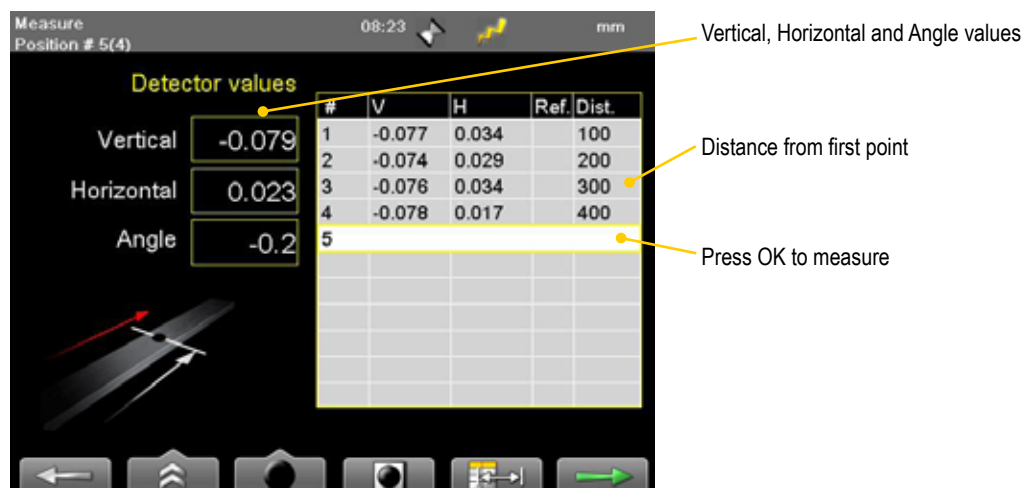 Measure 08:23 mm
Position # 5(4)
Vertical, Horizontal and Angle values
Detector values
# V H Ref. Dist.
Vertical -0.079
1 -0.077 0.034 100
2 -0.074 0.029 200
Distance from first point
Horizontal 0.023
3 -0.076 0.034 300
4 -0.078 0.017 400
Angle -0.2
5
Press OK to measure